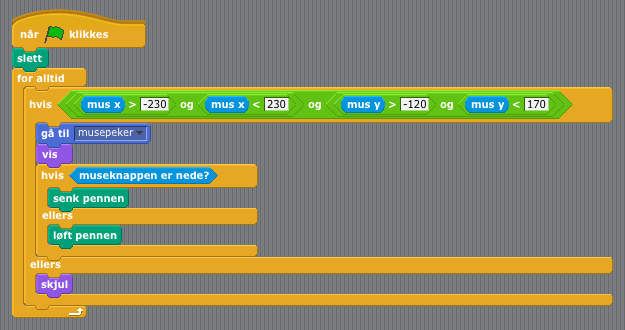 når klikkes
slett
for alltid
hvis mus x > -230 og mus x < 230 og mus y > -120 og mus y < 170
gå til musepeker
vis
hvis museknappen er nede?
senk pennen
ellers
løft pennen
ellers
skjul